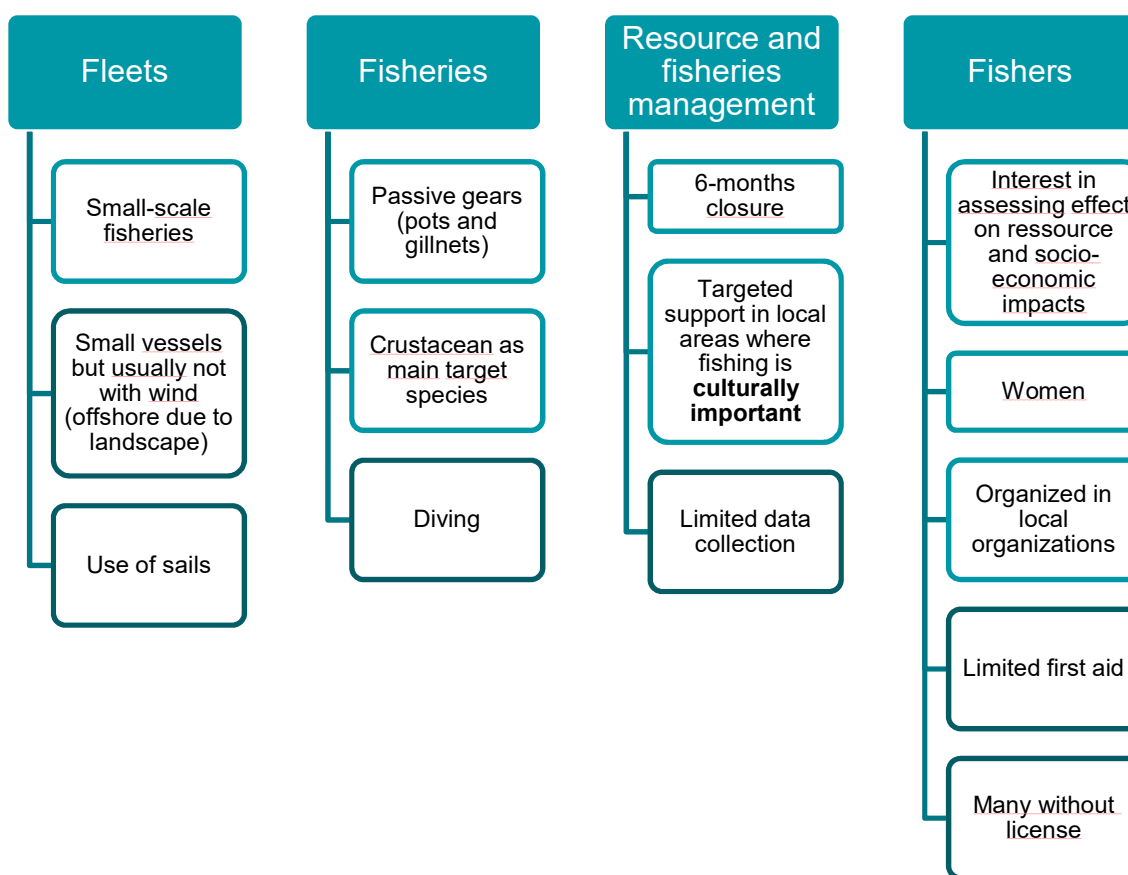 Fleets
Small-scale
fisheries
Small vessels
but usually not
with wind
(offshore due to
landscape)
Use of sails
Fisheries
Passive gears
(pots and
gillnets)
Crustacean as
main target
species
Diving
Resource and
fisheries
management
6-months
closure
Targeted
support in local
areas where
fishing is
culturally
important
Limited data
collection
Fishers
Interest in
assessing effect
on ressource
and socio-
economic
impacts
Women
Organized in
local
organizations
Limited first aid
Many without
license